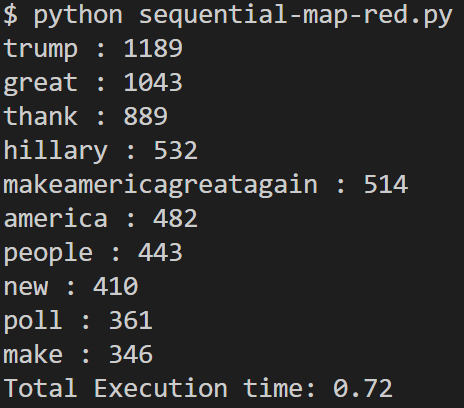 $ python sequential-map-red.py
trump : 1189
great : 1043
thank : 889
hillary : 532
makeamericagreatagain : 514
america : 482
people : 443
new : 410
poll : 361
make : 346
Total Execution time: 0.72